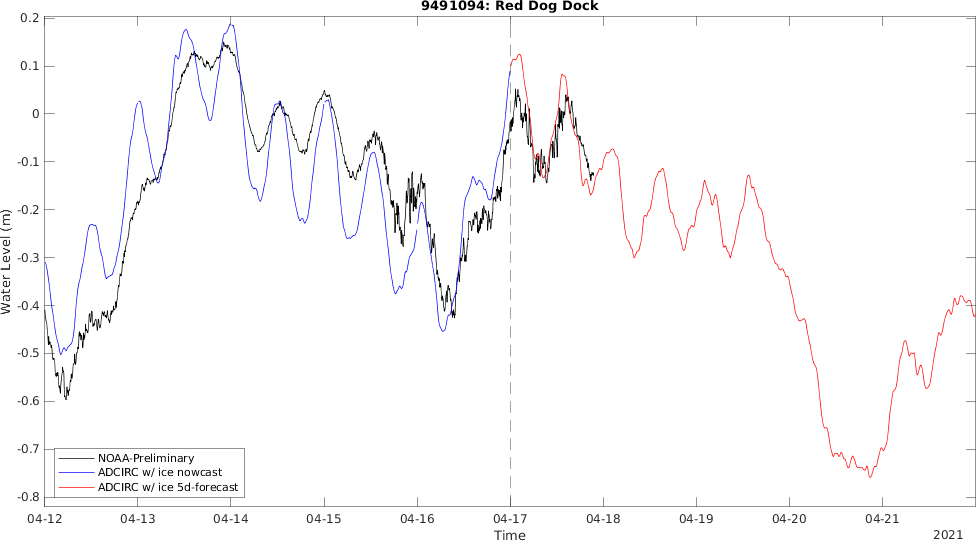 9491094: Red Dog Dock
0.2
0.1
0
-0.1
-0.2
-0.3
-0.4
-0.5
-0.6
-0.7
-0.8
Water Level (m)
NOAA-Preliminary
ADCIRC w/ ice nowcast
ADCIRC w/ ice 5d-forecast
04-12 04-13 04-14 04-15 04-16 04-17 04-18 04-19 04-20 04-21
Time
2021